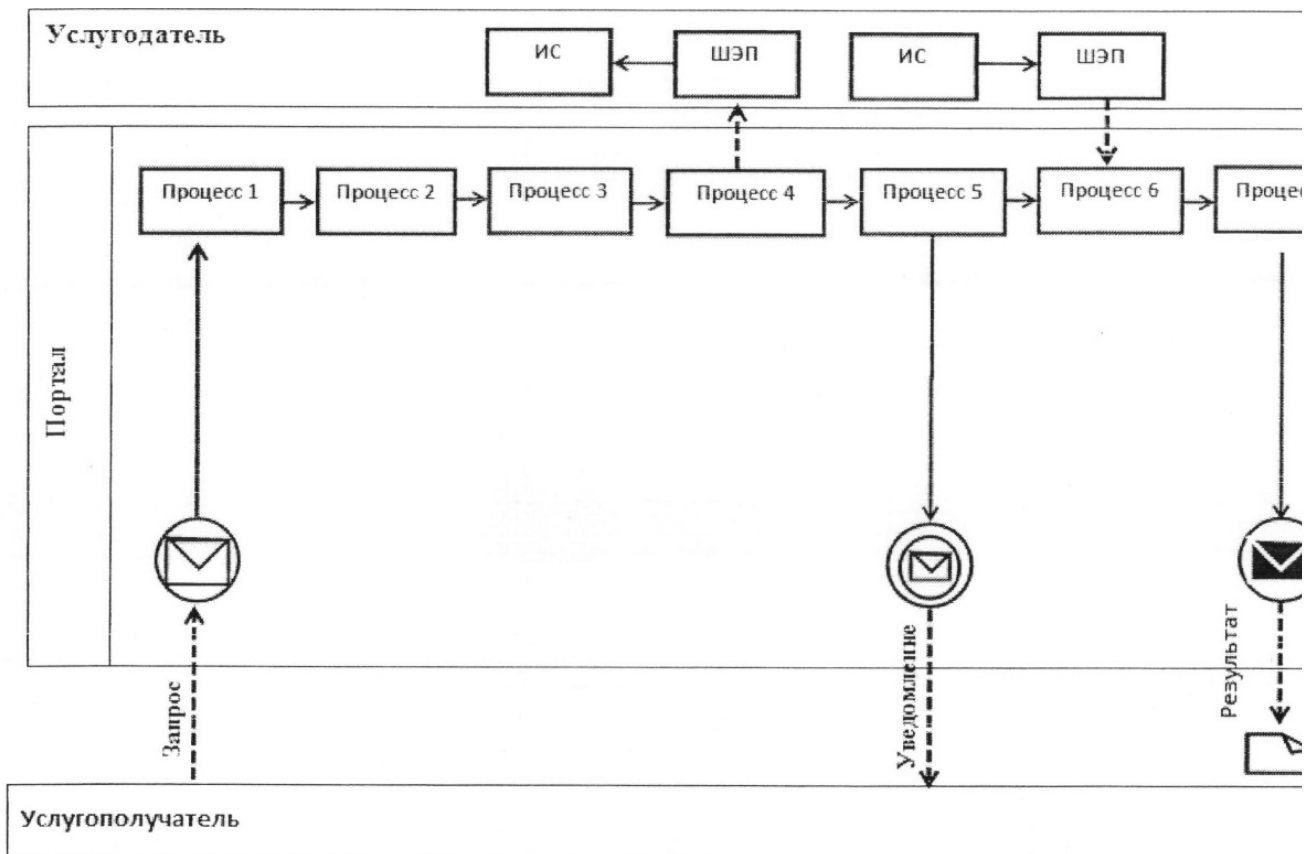 Услугодатель
ИС
ШЭП
ИС
ШЭП
Портал
Процесс 1
Процесс 2
Процесс 3
Процесс 4
Процесс 5
Процесс 6
Процес
Запрос
Уведомление
Результат
Услугополучатель